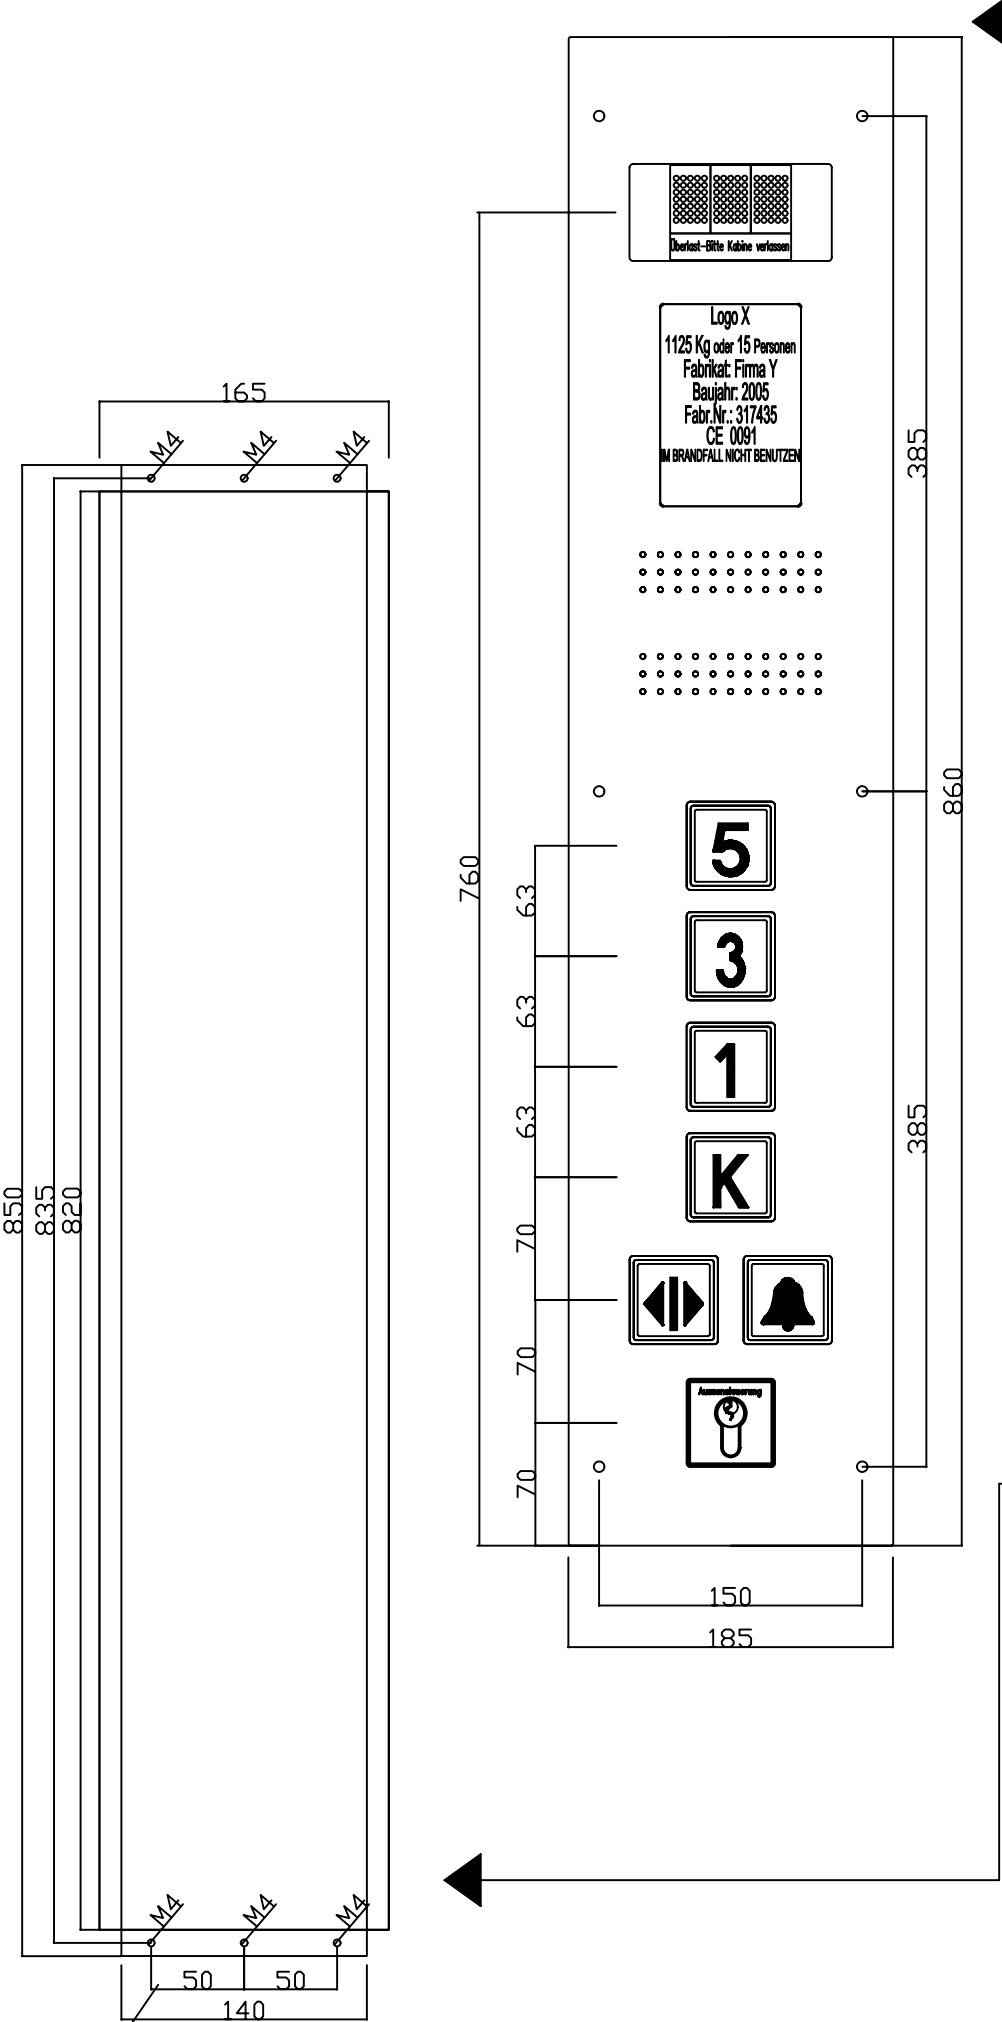 Überlast-Bitte Kabine verlassen
Logo X
1125 Kg oder 15 Personen
Fabrikat: Firma Y
Baujahr: 2005
Fabr.Nr.: 317435
CE 0091
IM BRANDFALL NICHT BENUTZEN
165
M4 M4 M4
385
860
760
5
63
3
63
1
63
385
K
850
835
820
70
70
Aussensteuerung
70
150
185
M4 M4 M4
50 50
140